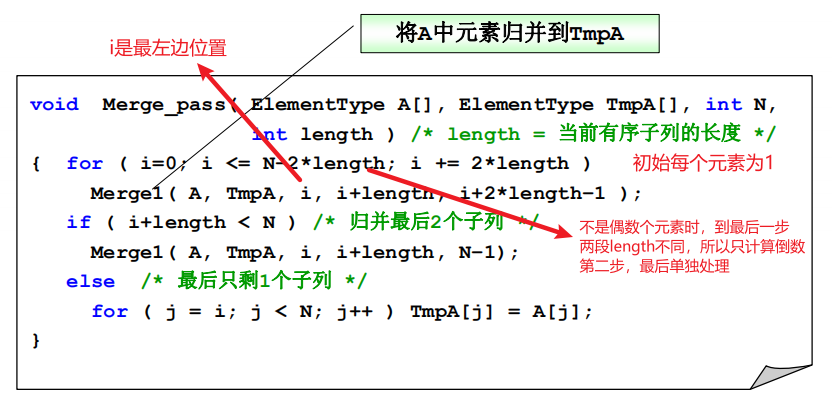 将A中元素归并到TmpA
i是最左边位置
void Merge_pass( ElementType A[], ElementType TmpA[], int N,
int length ) /* length = 当前有序子列的长度 */
{ for ( i=0; i <= N-2*length; i += 2*length )
初始每个元素为1
Merge1( A, TmpA, i, i+length, i+2*length-1 );
if ( i+length < N ) /* 归并最后2个子列 */
Merge1( A, TmpA, i, i+length, N-1);
else /* 最后只剩1个子列 */
for ( j = i; j < N; j++ ) TmpA[j] = A[j];
}
不是偶数个元素时，到最后一步
两段length不同，所以只计算倒数
第二步，最后单独处理